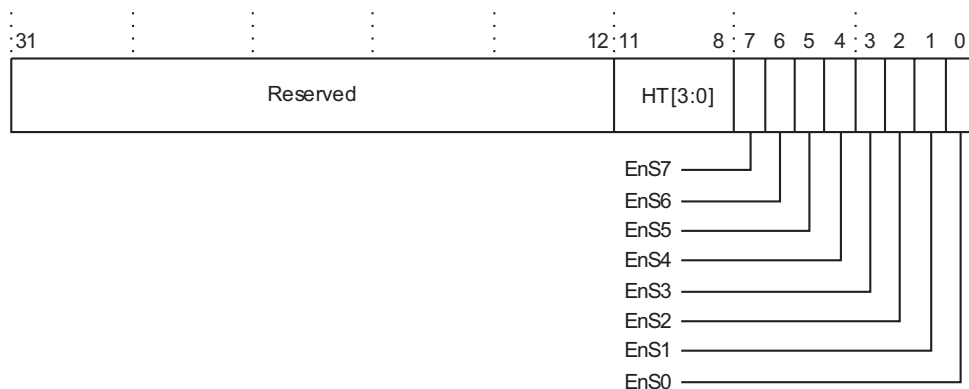 31 12 11 8 7 6 5 4 3 2 1 0
Reserved HT[3:0]
EnS7
EnS6
EnS5
EnS4
EnS3
EnS2
EnS1
EnS0